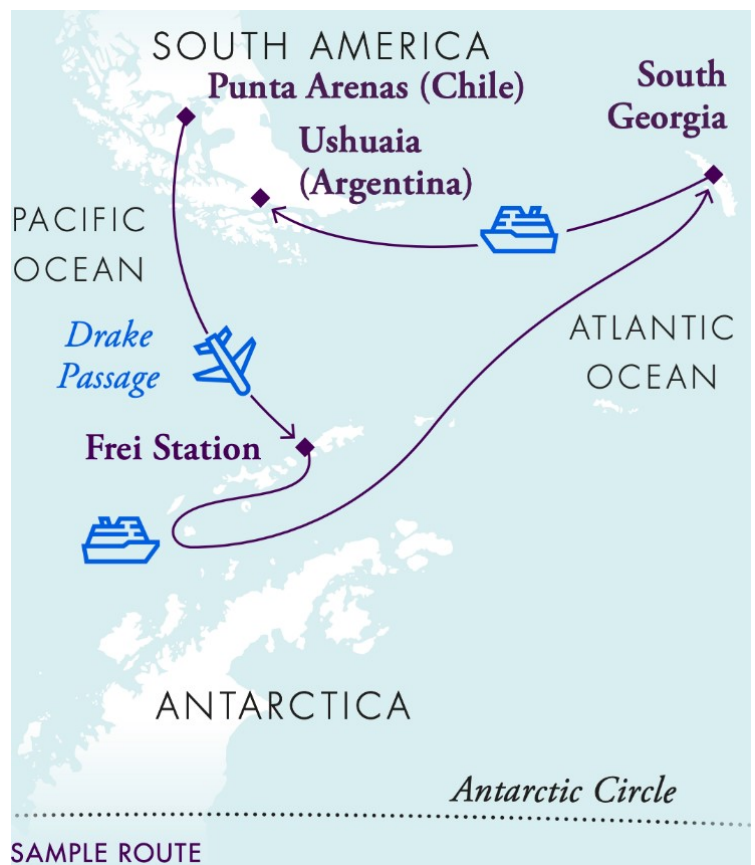 SOUTH AMERICA
Punta Arenas (Chile)
South
Georgia
Ushuaia
(Argentina)
PACIFIC
OCEAN
Drake
Passage
ATLANTIC
OCEAN
Frei Station
ANTARCTICA
Antarctic Circle
SAMPLE ROUTE